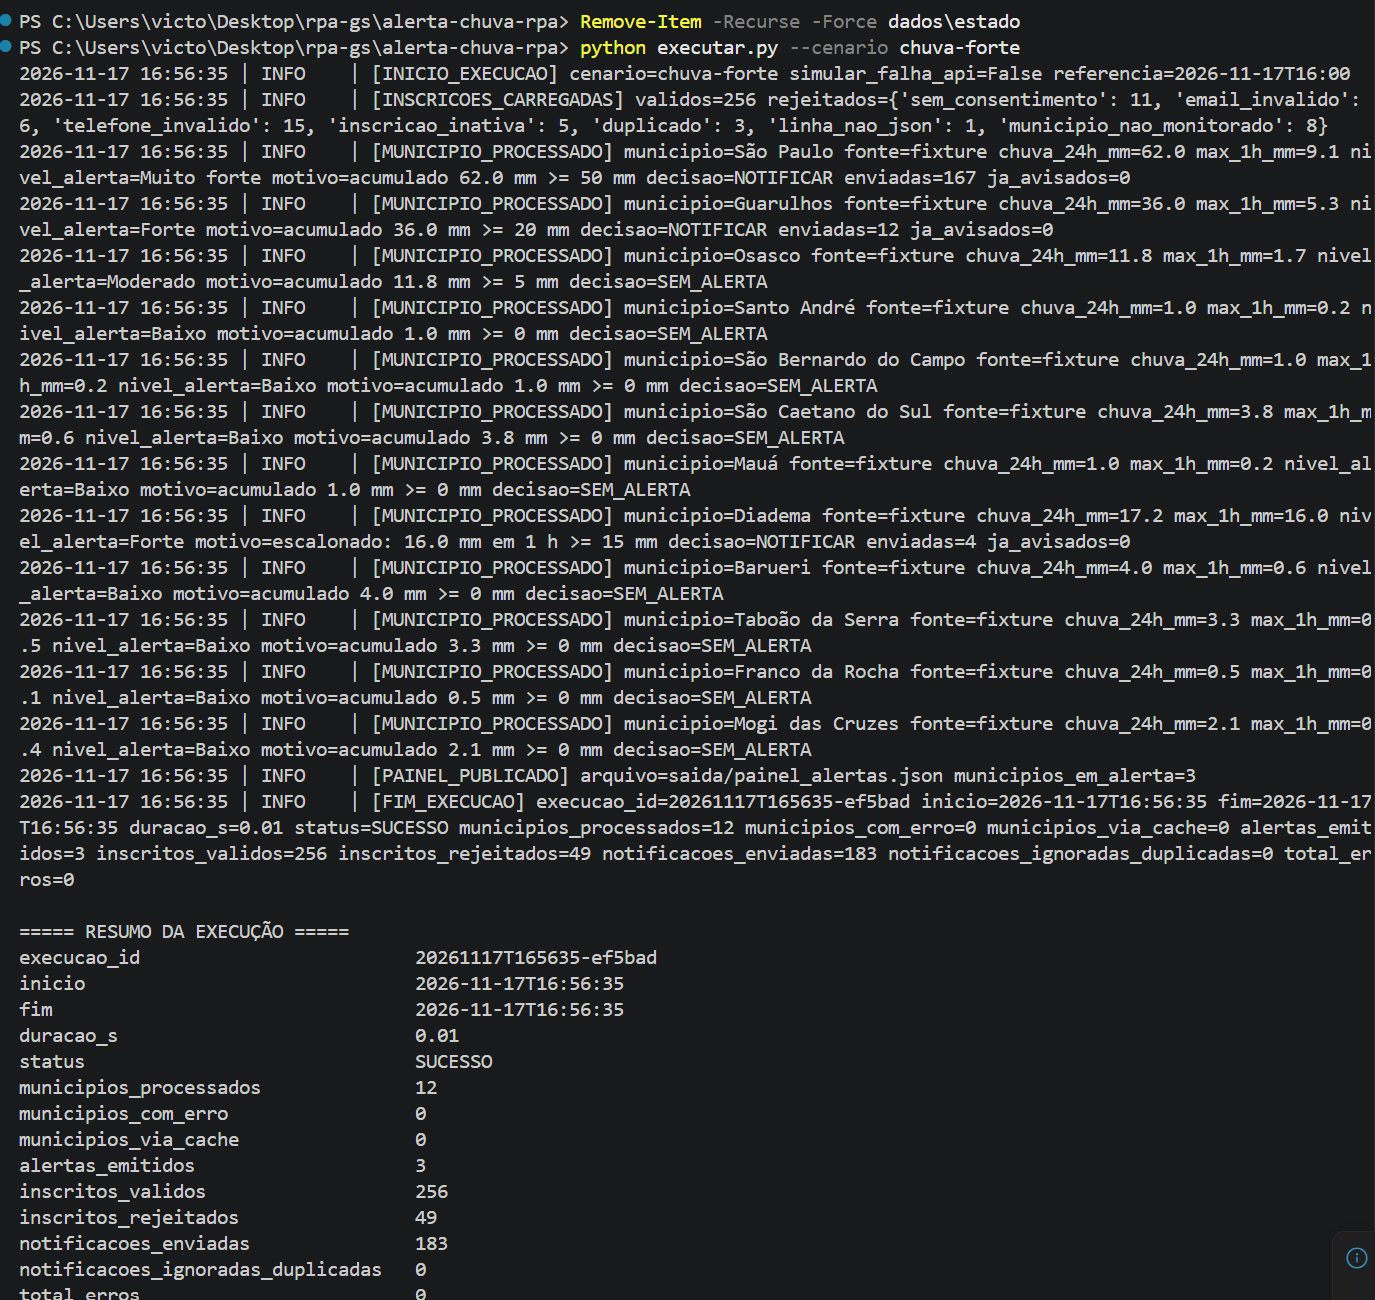 PS C:\Users\victo\Desktop\rpa-gs\alerta-chuva-rpa> Remove-Item -Recurse -Force dados\estado
PS C:\Users\victo\Desktop\rpa-gs\alerta-chuva-rpa> python executar.py --cenario chuva-forte
2026-11-17 16:56:35 | INFO    | [INICIO_EXECUCAO] cenario=chuva-forte simular_falha_api=False referencia=2026-11-17T16:00
2026-11-17 16:56:35 | INFO    | [INSCRICOES_CARREGADAS] validos=256 rejeitados={'sem_consentimento': 11, 'email_invalido':
6, 'telefone_invalido': 15, 'inscricao_inativa': 5, 'duplicado': 3, 'linha_nao_json': 1, 'municipio_nao_monitorado': 8}
2026-11-17 16:56:35 | INFO    | [MUNICIPIO_PROCESSADO] municipio=São Paulo fonte=fixture chuva_24h_mm=62.0 max_1h_mm=9.1 ni
vel_alerta=Muito forte motivo=acumulado 62.0 mm >= 50 mm decisao=NOTIFICAR enviadas=167 ja_avisados=0
2026-11-17 16:56:35 | INFO    | [MUNICIPIO_PROCESSADO] municipio=Guarulhos fonte=fixture chuva_24h_mm=36.0 max_1h_mm=5.3 ni
vel_alerta=Forte motivo=acumulado 36.0 mm >= 20 mm decisao=NOTIFICAR enviadas=12 ja_avisados=0
2026-11-17 16:56:35 | INFO    | [MUNICIPIO_PROCESSADO] municipio=Osasco fonte=fixture chuva_24h_mm=11.8 max_1h_mm=1.7 nivel
_alerta=Moderado motivo=acumulado 11.8 mm >= 5 mm decisao=SEM_ALERTA
2026-11-17 16:56:35 | INFO    | [MUNICIPIO_PROCESSADO] municipio=Santo André fonte=fixture chuva_24h_mm=1.0 max_1h_mm=0.2 n
ivel_alerta=Baixo motivo=acumulado 1.0 mm >= 0 mm decisao=SEM_ALERTA
2026-11-17 16:56:35 | INFO    | [MUNICIPIO_PROCESSADO] municipio=São Bernardo do Campo fonte=fixture chuva_24h_mm=1.0 max_1
h_mm=0.2 nivel_alerta=Baixo motivo=acumulado 1.0 mm >= 0 mm decisao=SEM_ALERTA
2026-11-17 16:56:35 | INFO    | [MUNICIPIO_PROCESSADO] municipio=São Caetano do Sul fonte=fixture chuva_24h_mm=3.8 max_1h_m
m=0.6 nivel_alerta=Baixo motivo=acumulado 3.8 mm >= 0 mm decisao=SEM_ALERTA
2026-11-17 16:56:35 | INFO    | [MUNICIPIO_PROCESSADO] municipio=Mauá fonte=fixture chuva_24h_mm=1.0 max_1h_mm=0.2 nivel_al
erta=Baixo motivo=acumulado 1.0 mm >= 0 mm decisao=SEM_ALERTA
2026-11-17 16:56:35 | INFO    | [MUNICIPIO_PROCESSADO] municipio=Diadema fonte=fixture chuva_24h_mm=17.2 max_1h_mm=16.0 niv
el_alerta=Forte motivo=escalonado: 16.0 mm em 1 h >= 15 mm decisao=NOTIFICAR enviadas=4 ja_avisados=0
2026-11-17 16:56:35 | INFO    | [MUNICIPIO_PROCESSADO] municipio=Barueri fonte=fixture chuva_24h_mm=4.0 max_1h_mm=0.6 nivel
_alerta=Baixo motivo=acumulado 4.0 mm >= 0 mm decisao=SEM_ALERTA
2026-11-17 16:56:35 | INFO    | [MUNICIPIO_PROCESSADO] municipio=Taboão da Serra fonte=fixture chuva_24h_mm=3.3 max_1h_mm=0
.5 nivel_alerta=Baixo motivo=acumulado 3.3 mm >= 0 mm decisao=SEM_ALERTA
2026-11-17 16:56:35 | INFO    | [MUNICIPIO_PROCESSADO] municipio=Franco da Rocha fonte=fixture chuva_24h_mm=0.5 max_1h_mm=0
.1 nivel_alerta=Baixo motivo=acumulado 0.5 mm >= 0 mm decisao=SEM_ALERTA
2026-11-17 16:56:35 | INFO    | [MUNICIPIO_PROCESSADO] municipio=Mogi das Cruzes fonte=fixture chuva_24h_mm=2.1 max_1h_mm=0
.4 nivel_alerta=Baixo motivo=acumulado 2.1 mm >= 0 mm decisao=SEM_ALERTA
2026-11-17 16:56:35 | INFO    | [PAINEL_PUBLICADO] arquivo=saida/painel_alertas.json municipios_em_alerta=3
2026-11-17 16:56:35 | INFO    | [FIM_EXECUCAO] execucao_id=20261117T165635-ef5bad inicio=2026-11-17T16:56:35 fim=2026-11-17
T16:56:35 duracao_s=0.01 status=SUCESSO municipios_processados=12 municipios_com_erro=0 municipios_via_cache=0 alertas_emit
idos=3 inscritos_validos=256 inscritos_rejeitados=49 notificacoes_enviadas=183 notificacoes_ignoradas_duplicadas=0 total_er
ros=0
===== RESUMO DA EXECUÇÃO =====
execucao_id                         20261117T165635-ef5bad
inicio                              2026-11-17T16:56:35
fim                                 2026-11-17T16:56:35
duracao_s                           0.01
status                              SUCESSO
municipios_processados              12
municipios_com_erro                 0
municipios_via_cache                0
alertas_emitidos                    3
inscritos_validos                   256
inscritos_rejeitados                49
notificacoes_enviadas               183
notificacoes_ignoradas_duplicadas   0
total_erros                         0